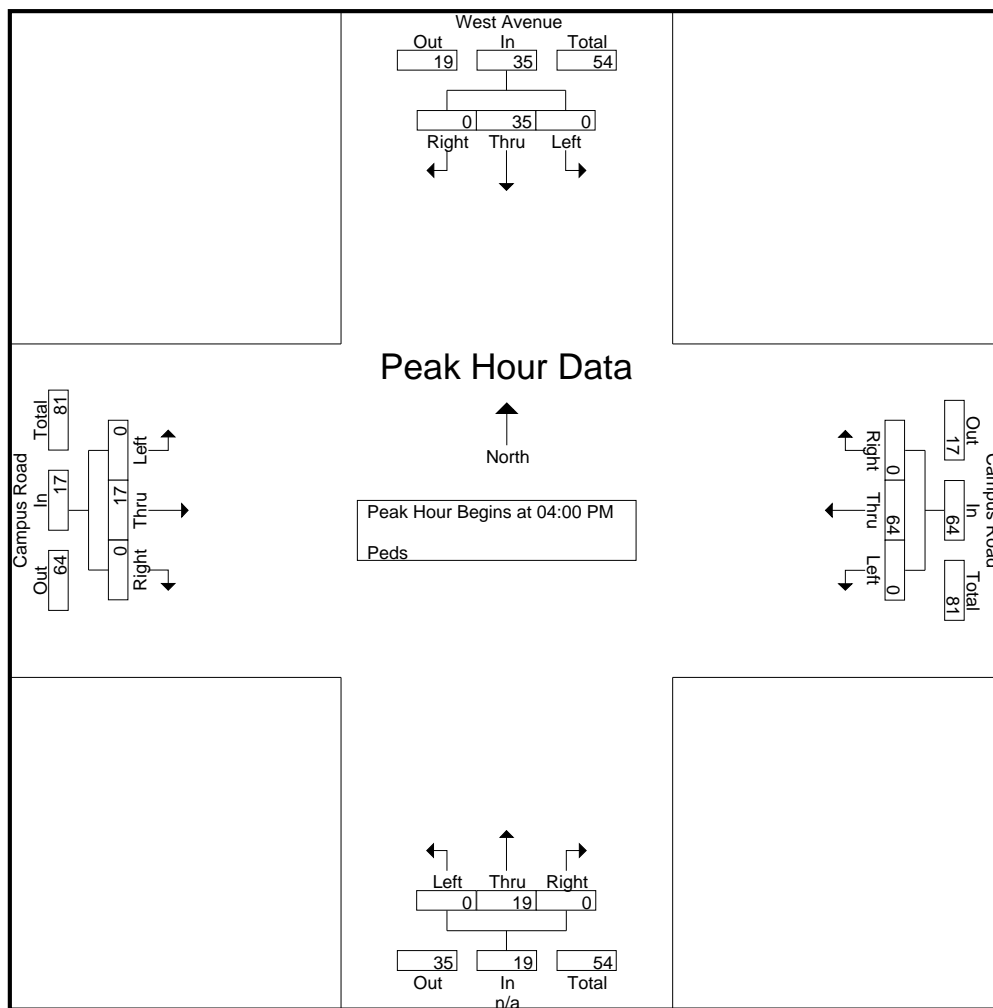 West Avenue
Out In Total
19 35 54
0 35 0
Right Thru Left
Peak Hour Data
North
Peak Hour Begins at 04:00 PM
Peds
Campus Road
Out In Total
64 17 81
Right Thru Left
0 17 0
Campus Road
Out In Total
17 64 81
Right Thru Left
0 64 0
Left Thru Right
0 19 0
35 19 54
Out In Total
n/a